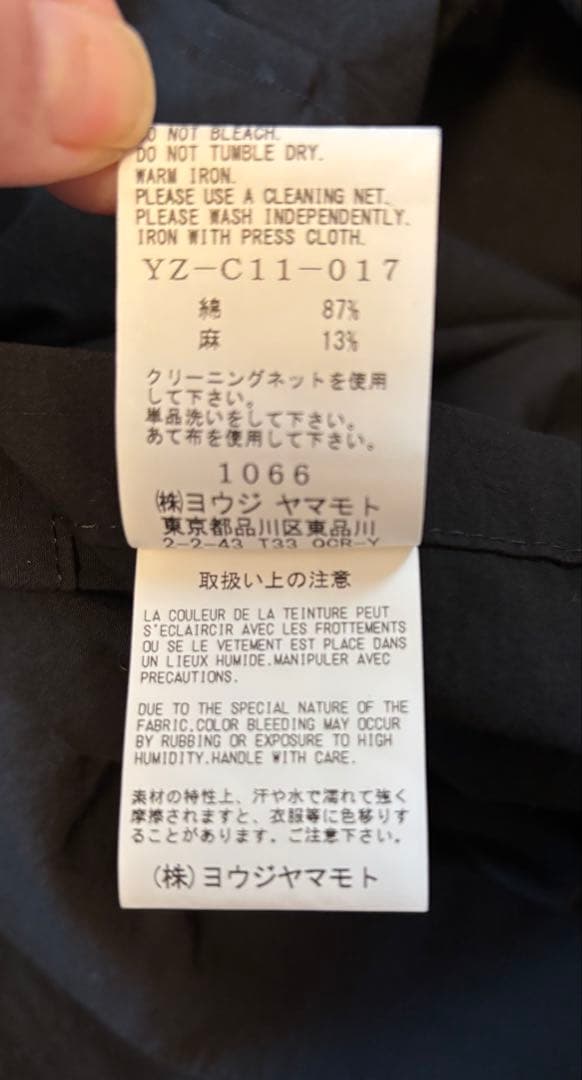 DO NOT BLEACH.
DO NOT TUMBLE DRY.
WARM IRON.
PLEASE USE A CLEANING NET.
PLEASE WASH INDEPENDENTLY.
IRON WITH PRESS CLOTH.
YZ-C11-017
綿 87%
麻 13%
クリーニングネットを使用
して下さい。
単品洗いをして下さい。
あて布を使用して下さい。
1066
㈱ヨウジ ヤマモト
東京都品川区東品川
2-2-43 T33 OCR-Y
取扱い上の注意
LA COULEUR DE LA TEINTURE PEUT
S'ECLAIRCIR AVEC LES FROTTEMENTS
OU SE LE VETEMENT EST PLACE DANS
UN LIEUX HUMIDE.MANIPULER AVEC
PRECAUTIONS.
DUE TO THE SPECIAL NATURE OF THE
FABRIC.COLOR BLEEDING MAY OCCUR
BY RUBBING OR EXPOSURE TO HIGH
HUMIDITY.HANDLE WITH CARE.
素材の特性上、汗や水で濡れて強く
摩擦されますと、衣服等に色移りす
ることがあります。ご注意下さい。
(株)ヨウジヤマモト